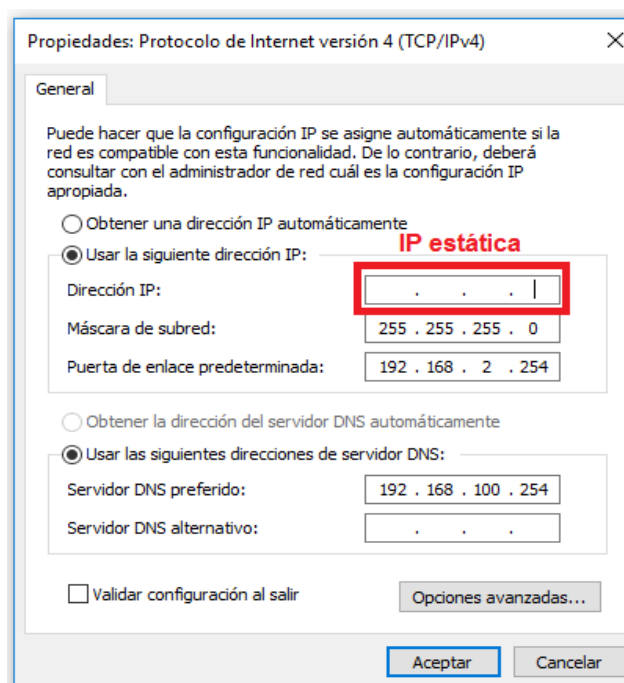 Propiedades: Protocolo de Internet versión 4 (TCP/IPv4)
General
Puede hacer que la configuración IP se asigne automáticamente si la
red es compatible con esta funcionalidad. De lo contrario, deberá
consultar con el administrador de red cuál es la configuración IP
apropiada.
Obtener una dirección IP automáticamente
IP estática
Usar la siguiente dirección IP:
Dirección IP: . . .
Máscara de subred: 255 . 255 . 255 . 0
Puerta de enlace predeterminada: 192 . 168 . 2 . 254
Obtener la dirección del servidor DNS automáticamente
Usar las siguientes direcciones de servidor DNS:
Servidor DNS preferido: 192 . 168 . 100 . 254
Servidor DNS alternativo: . . .
Validar configuración al salir
Opciones avanzadas...
Aceptar Cancelar